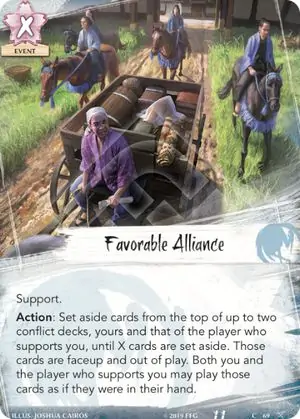 X
EVENT
Favorable Alliance
Support.
Action: Set aside cards from the top of up to two
conflict decks, yours and that of the player who
supports you, until X cards are set aside. Those
cards are faceup and out of play. Both you and
the player who supports you may play those
cards as if they were in their hand.
ILLUS: JOSHUA CAIRÓS
©2019 FFG
11
C 69